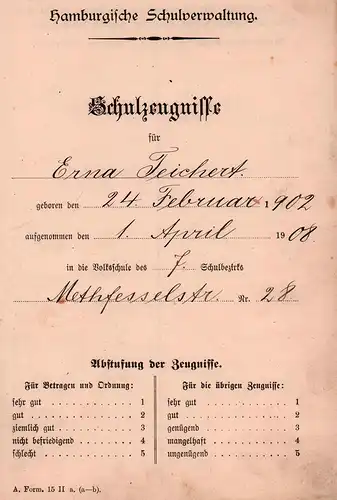 Hamburgische Schulverwaltung.
Schulzeugnisse
für
Erna Teichert.
geboren den 24. Februar 1902
aufgenommen den 1. April 1908.
in die Volksschule des 7. Schulbezirks
Methfesselstr. Nr. 28
Abstufung der Zeugnisse.
Für Betragen und Ordnung:
sehr gut . . . . 1
gut . . . . 2
ziemlich gut . . . 3
nicht befriedigend . . 4
schlecht . . . . 5
Für die übrigen Zeugnisse:
sehr gut . . . . 1
gut . . . . 2
genügend . . . . 3
mangelhaft . . . 4
ungenügend . . . 5
A. Form. 15 II a. (a—b).